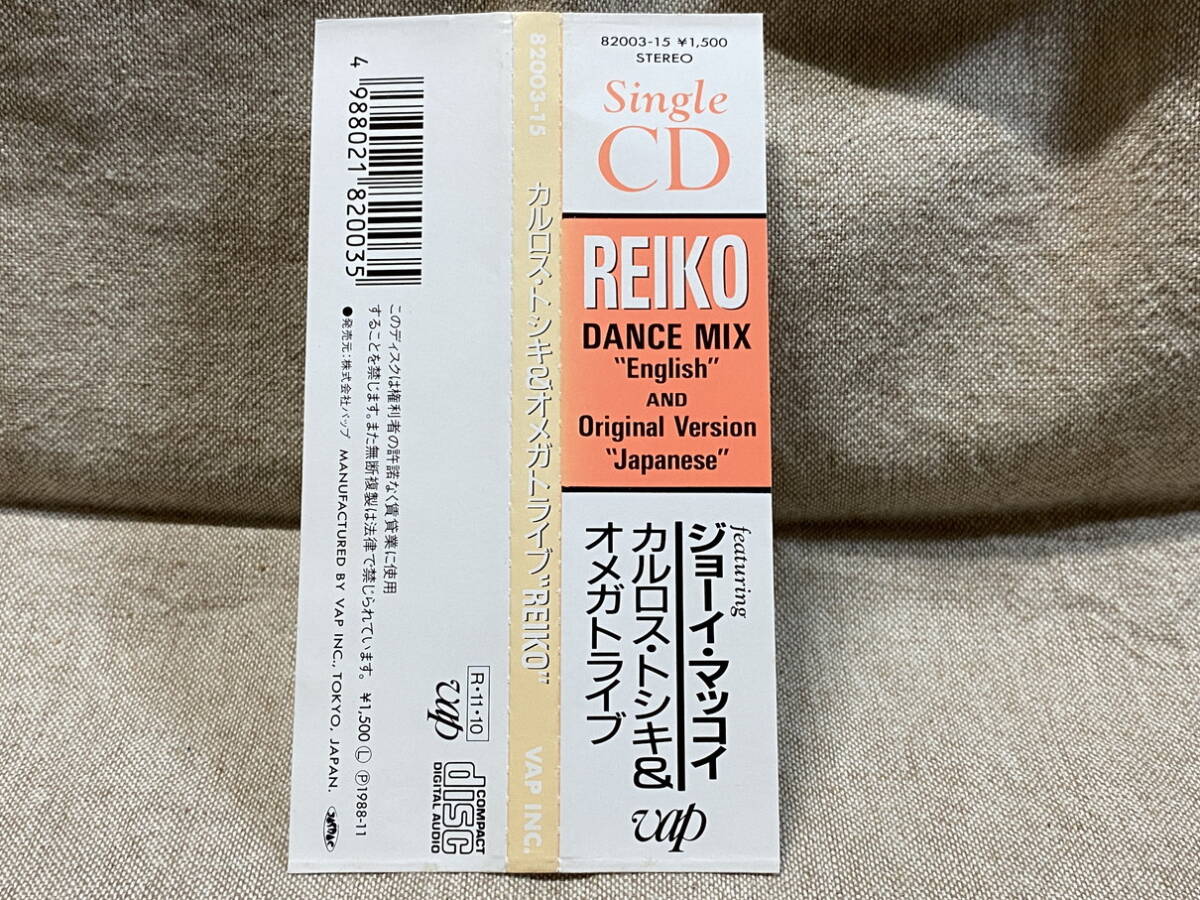 82003-15 ¥1,500
STEREO
Single
CD
REIKO
DANCE MIX
"English"
AND
Original Version
"Japanese"
featuring
ジョーイ・マッコイ
カルロス・トシキ&
オメガトライブ
vap
82003-15 カルロス・トシキ&オメガトライブ"REIKO" VAP INC.
4 988021 820035
このディスクは権利者の許諾なく賃貸業に使用
することを禁じます。また無断複製は法律で禁じられています。 ¥1,500 Ⓛ Ⓟ1988-11
●発売元:株式会社バップ MANUFACTURED BY VAP INC., TOKYO, JAPAN.
R・11・10
vap
COMPACT
disc
DIGITAL AUDIO